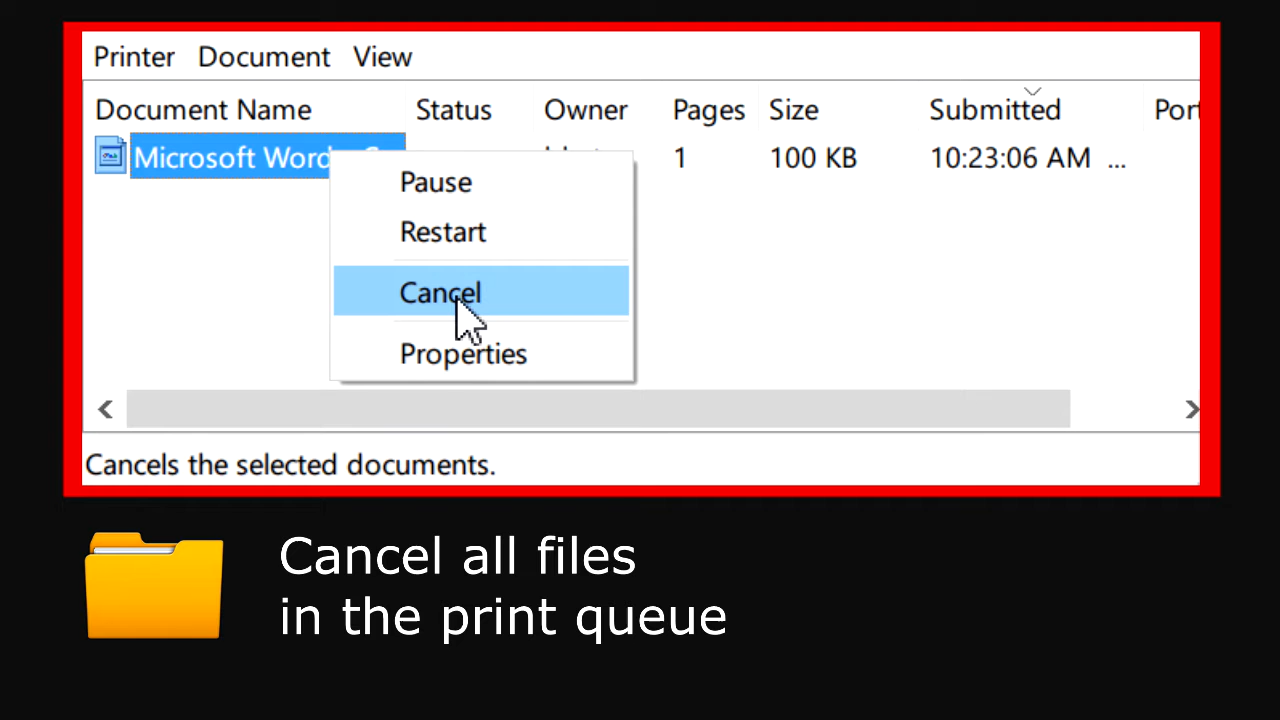 Printer Document View
Document Name Status Owner Pages Size Submitted Port
Microsoft Word - 1 100 KB 10:23:06 AM ...
Pause
Restart
Cancel
Properties
Cancels the selected documents.
Cancel all files
in the print queue